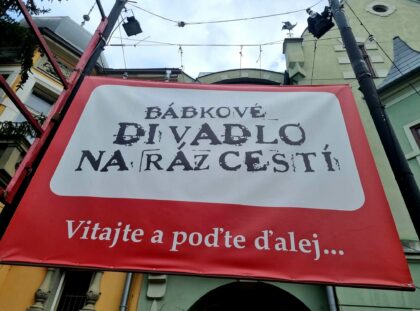 BÁBKOVÉ
DIVADLO
NA RÁZCESTÍ
Vitajte a poďte ďalej...